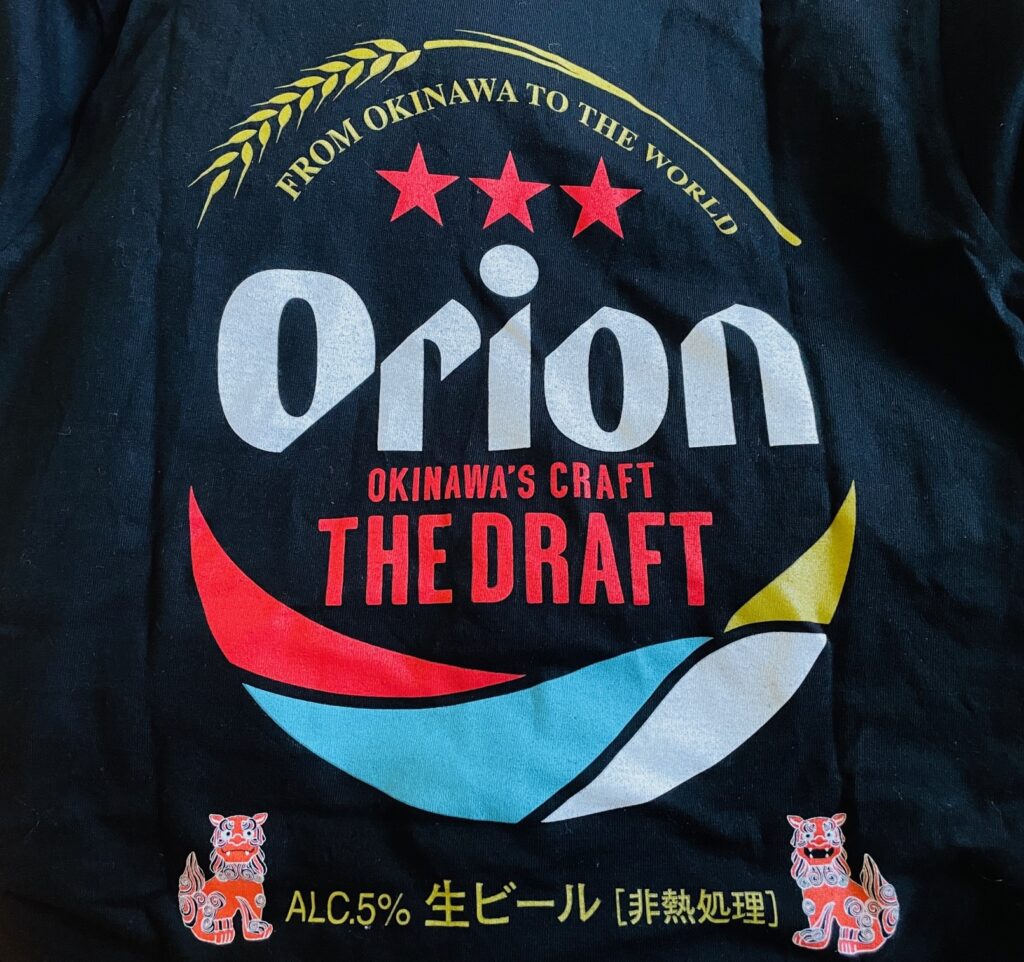 FROM OKINAWA TO THE WORLD
Orion
OKINAWA'S CRAFT
THE DRAFT
ALC.5% 生ビール [非熱処理]